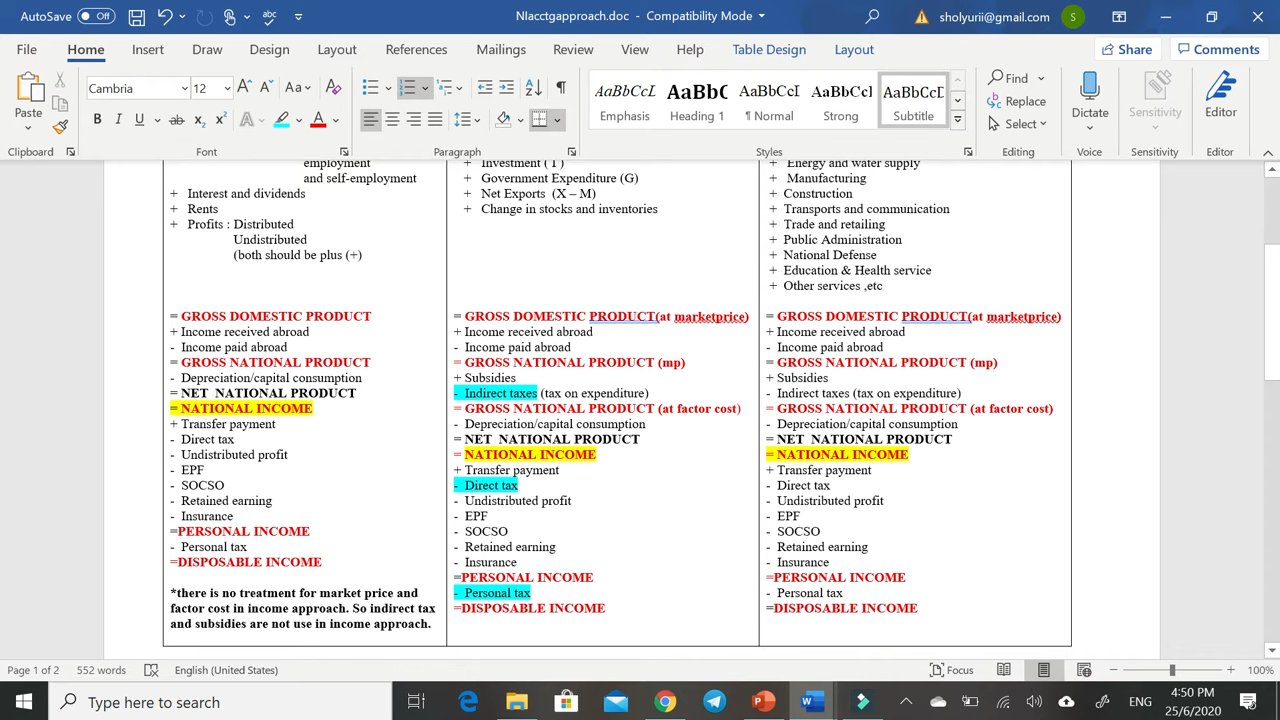 AutoSave Off
NIacctgapproach.doc - Compatibility Mode
sholyurii@gmail.com
S
File Home Insert Draw Design Layout References Mailings Review View Help Table Design Layout
Share Comments
Paste
Cambria 12
AaBbCcL AaBbC AaBbCcI AaBbCcl AaBbCcD
Emphasis Heading 1 ¶ Normal Strong Subtitle
Find
Replace
Select
Dictate
Sensitivity
Editor
Clipboard Font Paragraph Styles Editing Voice Sensitivity Editor
employment
and self-employment
+ Interest and dividends
+ Rents
+ Profits : Distributed
Undistributed
(both should be plus (+)
= GROSS DOMESTIC PRODUCT
+ Income received abroad
- Income paid abroad
= GROSS NATIONAL PRODUCT
- Depreciation/capital consumption
= NET NATIONAL PRODUCT
= NATIONAL INCOME
+ Transfer payment
- Direct tax
- Undistributed profit
- EPF
- SOCSO
- Retained earning
- Insurance
=PERSONAL INCOME
- Personal tax
=DISPOSABLE INCOME
*there is no treatment for market price and
factor cost in income approach. So indirect tax
and subsidies are not use in income approach.
+ Investment ( I )
+ Government Expenditure (G)
+ Net Exports (X – M)
+ Change in stocks and inventories
= GROSS DOMESTIC PRODUCT(at marketprice)
+ Income received abroad
- Income paid abroad
= GROSS NATIONAL PRODUCT (mp)
+ Subsidies
- Indirect taxes (tax on expenditure)
= GROSS NATIONAL PRODUCT (at factor cost)
- Depreciation/capital consumption
= NET NATIONAL PRODUCT
= NATIONAL INCOME
+ Transfer payment
- Direct tax
- Undistributed profit
- EPF
- SOCSO
- Retained earning
- Insurance
=PERSONAL INCOME
- Personal tax
=DISPOSABLE INCOME
+ Energy and water supply
+ Manufacturing
+ Construction
+ Transports and communication
+ Trade and retailing
+ Public Administration
+ National Defense
+ Education & Health service
+ Other services ,etc
= GROSS DOMESTIC PRODUCT(at marketprice)
+ Income received abroad
- Income paid abroad
= GROSS NATIONAL PRODUCT (mp)
+ Subsidies
- Indirect taxes (tax on expenditure)
= GROSS NATIONAL PRODUCT (at factor cost)
- Depreciation/capital consumption
= NET NATIONAL PRODUCT
= NATIONAL INCOME
+ Transfer payment
- Direct tax
- Undistributed profit
- EPF
- SOCSO
- Retained earning
- Insurance
=PERSONAL INCOME
- Personal tax
=DISPOSABLE INCOME
Page 1 of 2 552 words English (United States)
Focus
100%
Type here to search
ENG
4:50 PM
25/6/2020